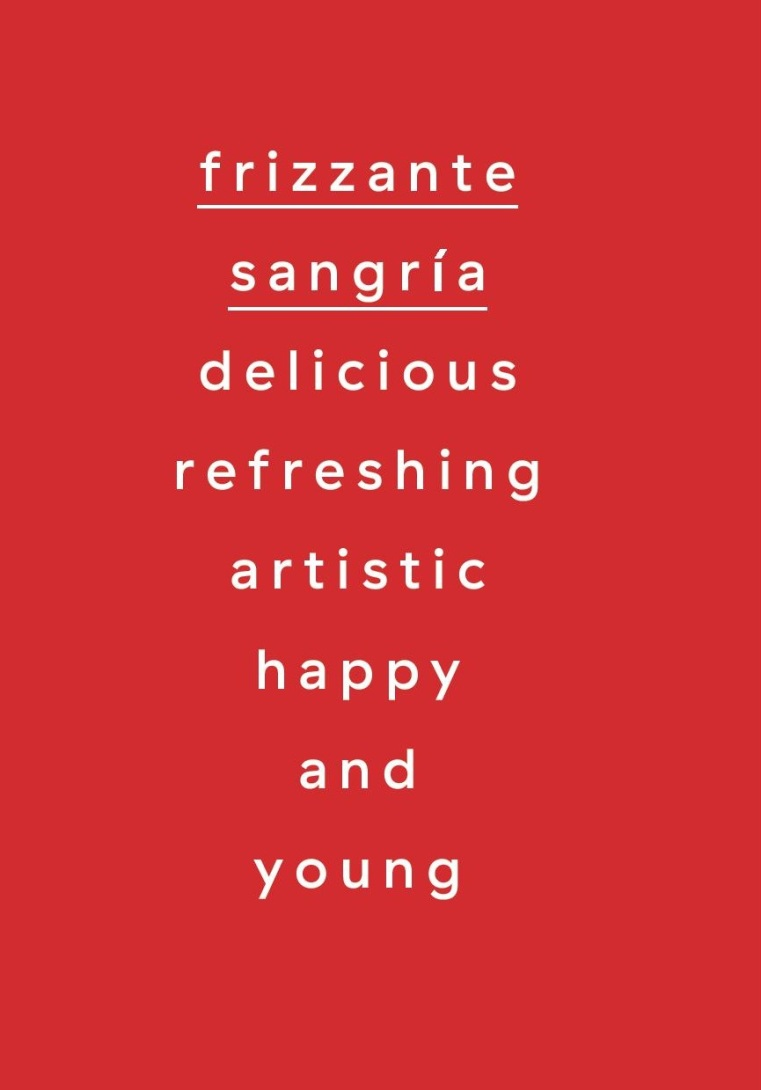 frizzante
sangría
delicious
refreshing
artistic
happy
and
young